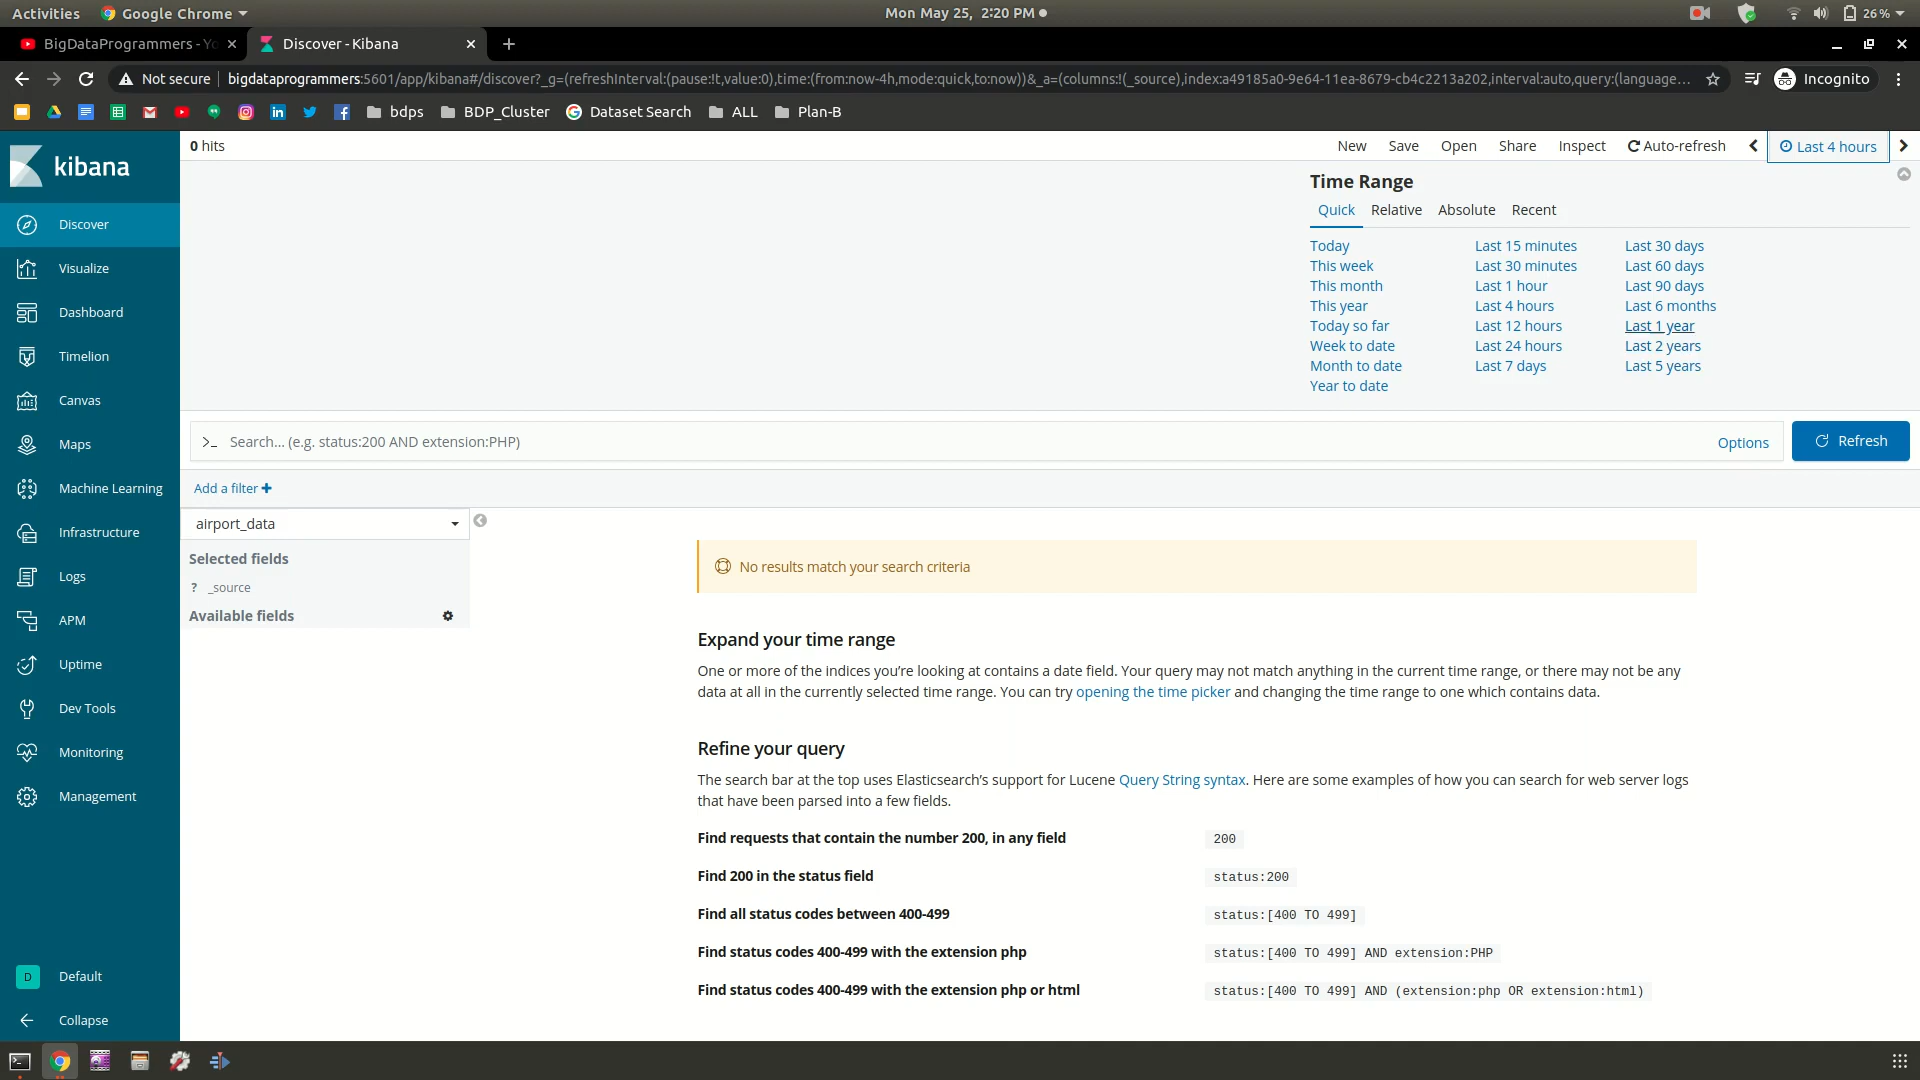 Activities
Google Chrome
Mon May 25, 2:20 PM
26%
BigDataProgrammers - Yo
Discover - Kibana
Not secure
bigdataprogrammers:5601/app/kibana#/discover?_g=(refreshInterval:(pause:!t,value:0),time:(from:now-4h,mode:quick,to:now))&_a=(columns:!(_source),index:a49185a0-9e64-11ea-8679-cb4c2213a202,interval:auto,query:(language...
Incognito
bdps
BDP_Cluster
Dataset Search
ALL
Plan-B
kibana
Discover
Visualize
Dashboard
Timelion
Canvas
Maps
Machine Learning
Infrastructure
Logs
APM
Uptime
Dev Tools
Monitoring
Management
D
Default
Collapse
0 hits
New
Save
Open
Share
Inspect
Auto-refresh
Last 4 hours
Time Range
Quick
Relative
Absolute
Recent
Today
This week
This month
This year
Today so far
Week to date
Month to date
Year to date
Last 15 minutes
Last 30 minutes
Last 1 hour
Last 4 hours
Last 12 hours
Last 24 hours
Last 7 days
Last 30 days
Last 60 days
Last 90 days
Last 6 months
Last 1 year
Last 2 years
Last 5 years
>_ Search... (e.g. status:200 AND extension:PHP)
Options
Refresh
Add a filter +
airport_data
Selected fields
? _source
Available fields
No results match your search criteria
Expand your time range
One or more of the indices you're looking at contains a date field. Your query may not match anything in the current time range, or there may not be any
data at all in the currently selected time range. You can try opening the time picker and changing the time range to one which contains data.
Refine your query
The search bar at the top uses Elasticsearch's support for Lucene Query String syntax. Here are some examples of how you can search for web server logs
that have been parsed into a few fields.
Find requests that contain the number 200, in any field
200
Find 200 in the status field
status:200
Find all status codes between 400-499
status:[400 TO 499]
Find status codes 400-499 with the extension php
status:[400 TO 499] AND extension:PHP
Find status codes 400-499 with the extension php or html
status:[400 TO 499] AND (extension:php OR extension:html)